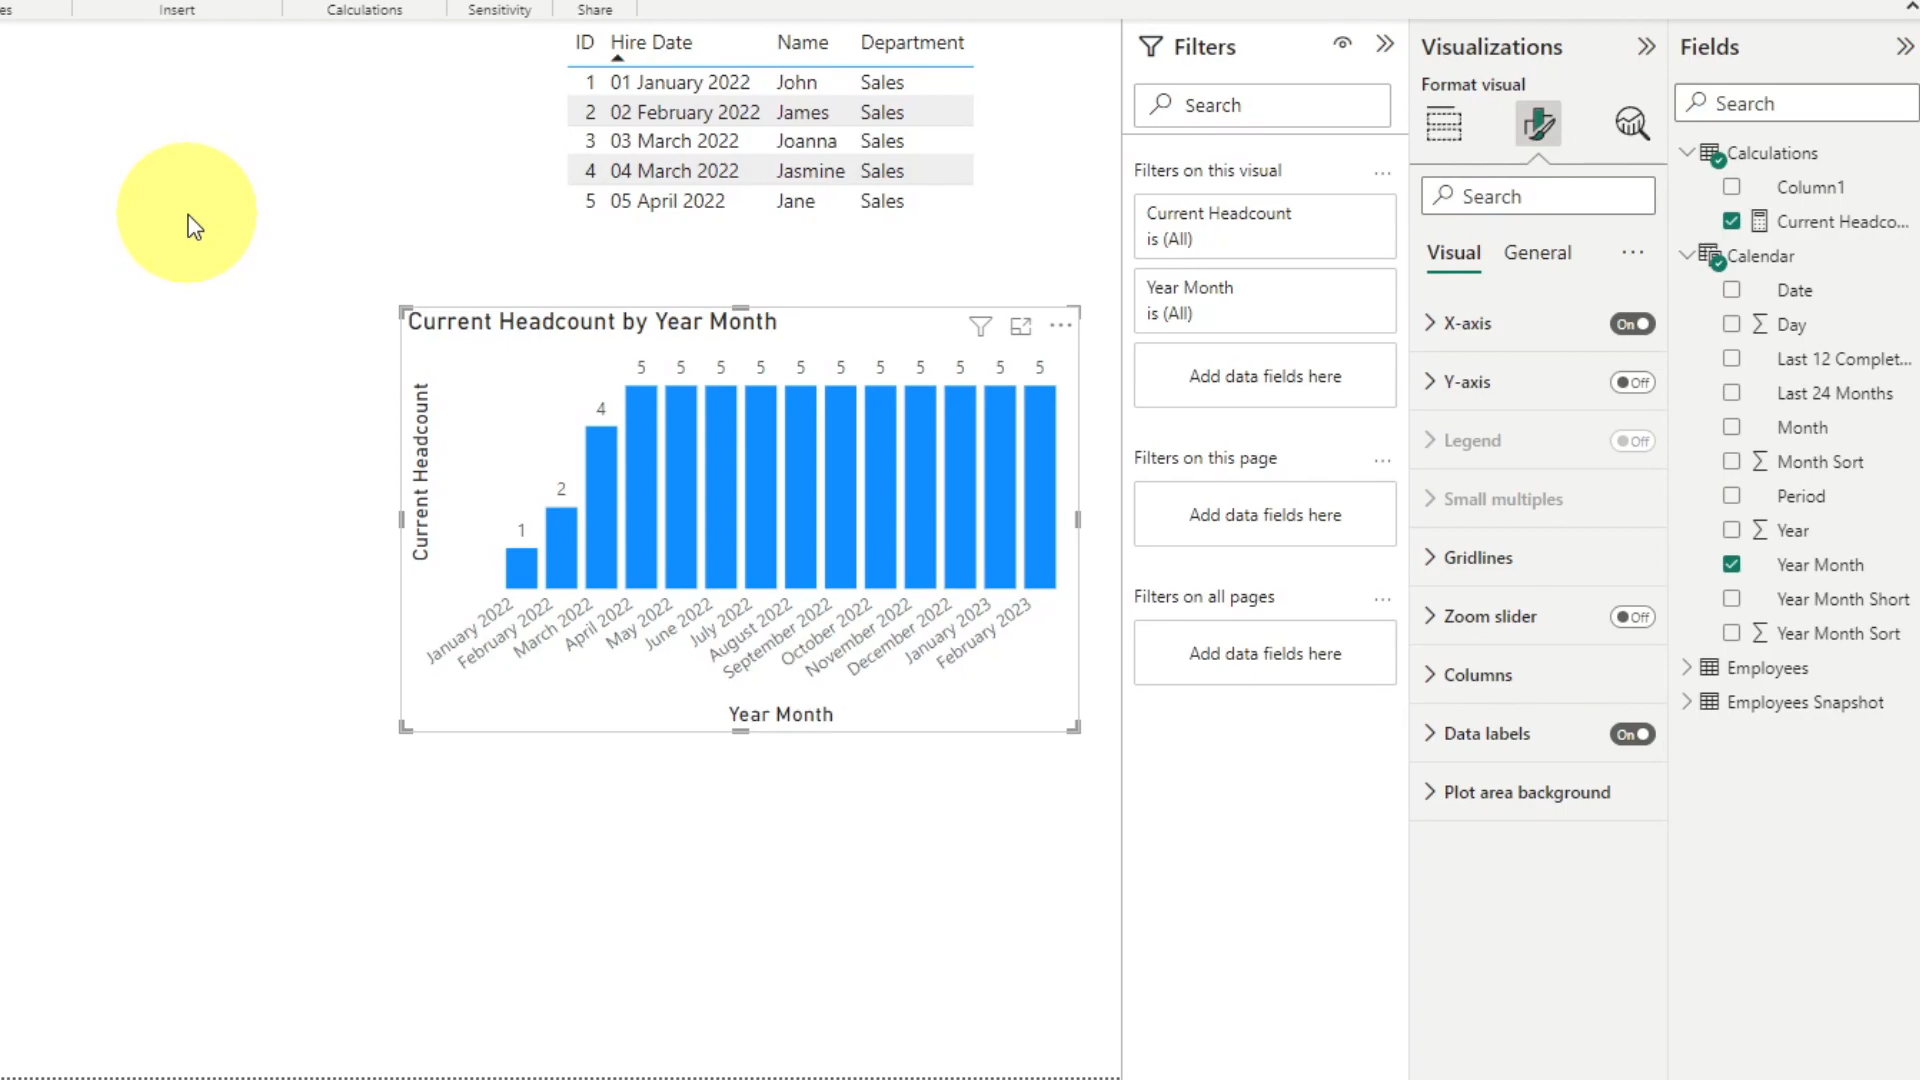 es
Insert
Calculations
Sensitivity
Share
ID Hire Date Name Department
1 01 January 2022 John Sales
2 02 February 2022 James Sales
3 03 March 2022 Joanna Sales
4 04 March 2022 Jasmine Sales
5 05 April 2022 Jane Sales
Current Headcount by Year Month
Current Headcount
1
2
4
5 5 5 5 5 5 5 5 5 5 5
January 2022
February 2022
March 2022
April 2022
May 2022
June 2022
July 2022
August 2022
September 2022
October 2022
November 2022
December 2022
January 2023
February 2023
Year Month
Filters
Search
Filters on this visual
...
Current Headcount
is (All)
Year Month
is (All)
Add data fields here
Filters on this page
...
Add data fields here
Filters on all pages
...
Add data fields here
Visualizations
Format visual
Search
Visual General ...
X-axis On
Y-axis Off
Legend Off
Small multiples
Gridlines
Zoom slider Off
Columns
Data labels On
Plot area background
Fields
Search
Calculations
Column1
Current Headco...
Calendar
Date
∑ Day
Last 12 Complet...
Last 24 Months
Month
∑ Month Sort
Period
∑ Year
Year Month
Year Month Short
∑ Year Month Sort
Employees
Employees Snapshot